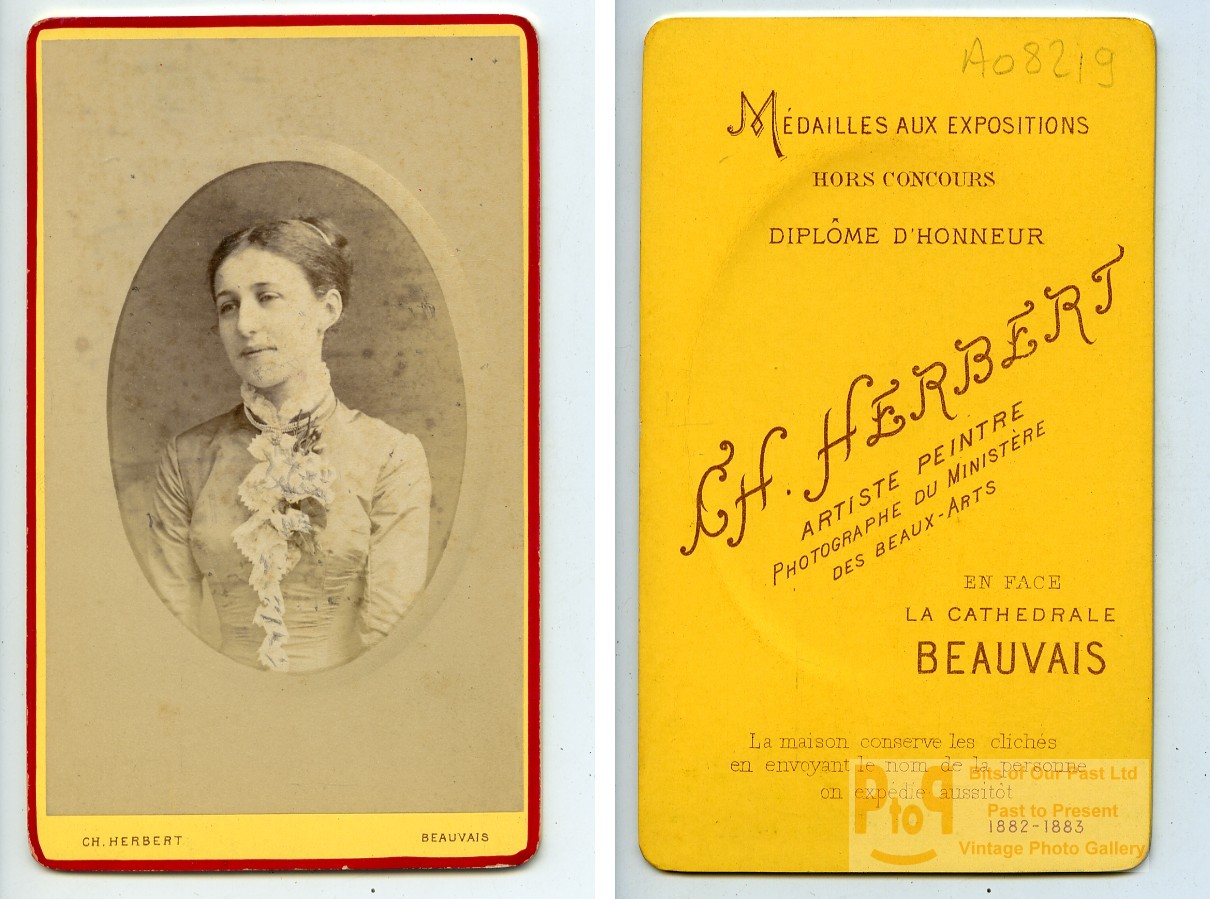 CH. HERBERT BEAUVAIS
A08219
MÉDAILLES AUX EXPOSITIONS
HORS CONCOURS
DIPLÔME D'HONNEUR
CH. HERBERT
ARTISTE PEINTRE
PHOTOGRAPHE DU MINISTÈRE
DES BEAUX-ARTS
EN FACE
LA CATHEDRALE
BEAUVAIS
La maison conserve les clichés
en envoyant le nom de la personne
on expédie aussitôt
1882-1883
PtoP
Bits of Our Past Ltd
Past to Present
Vintage Photo Gallery